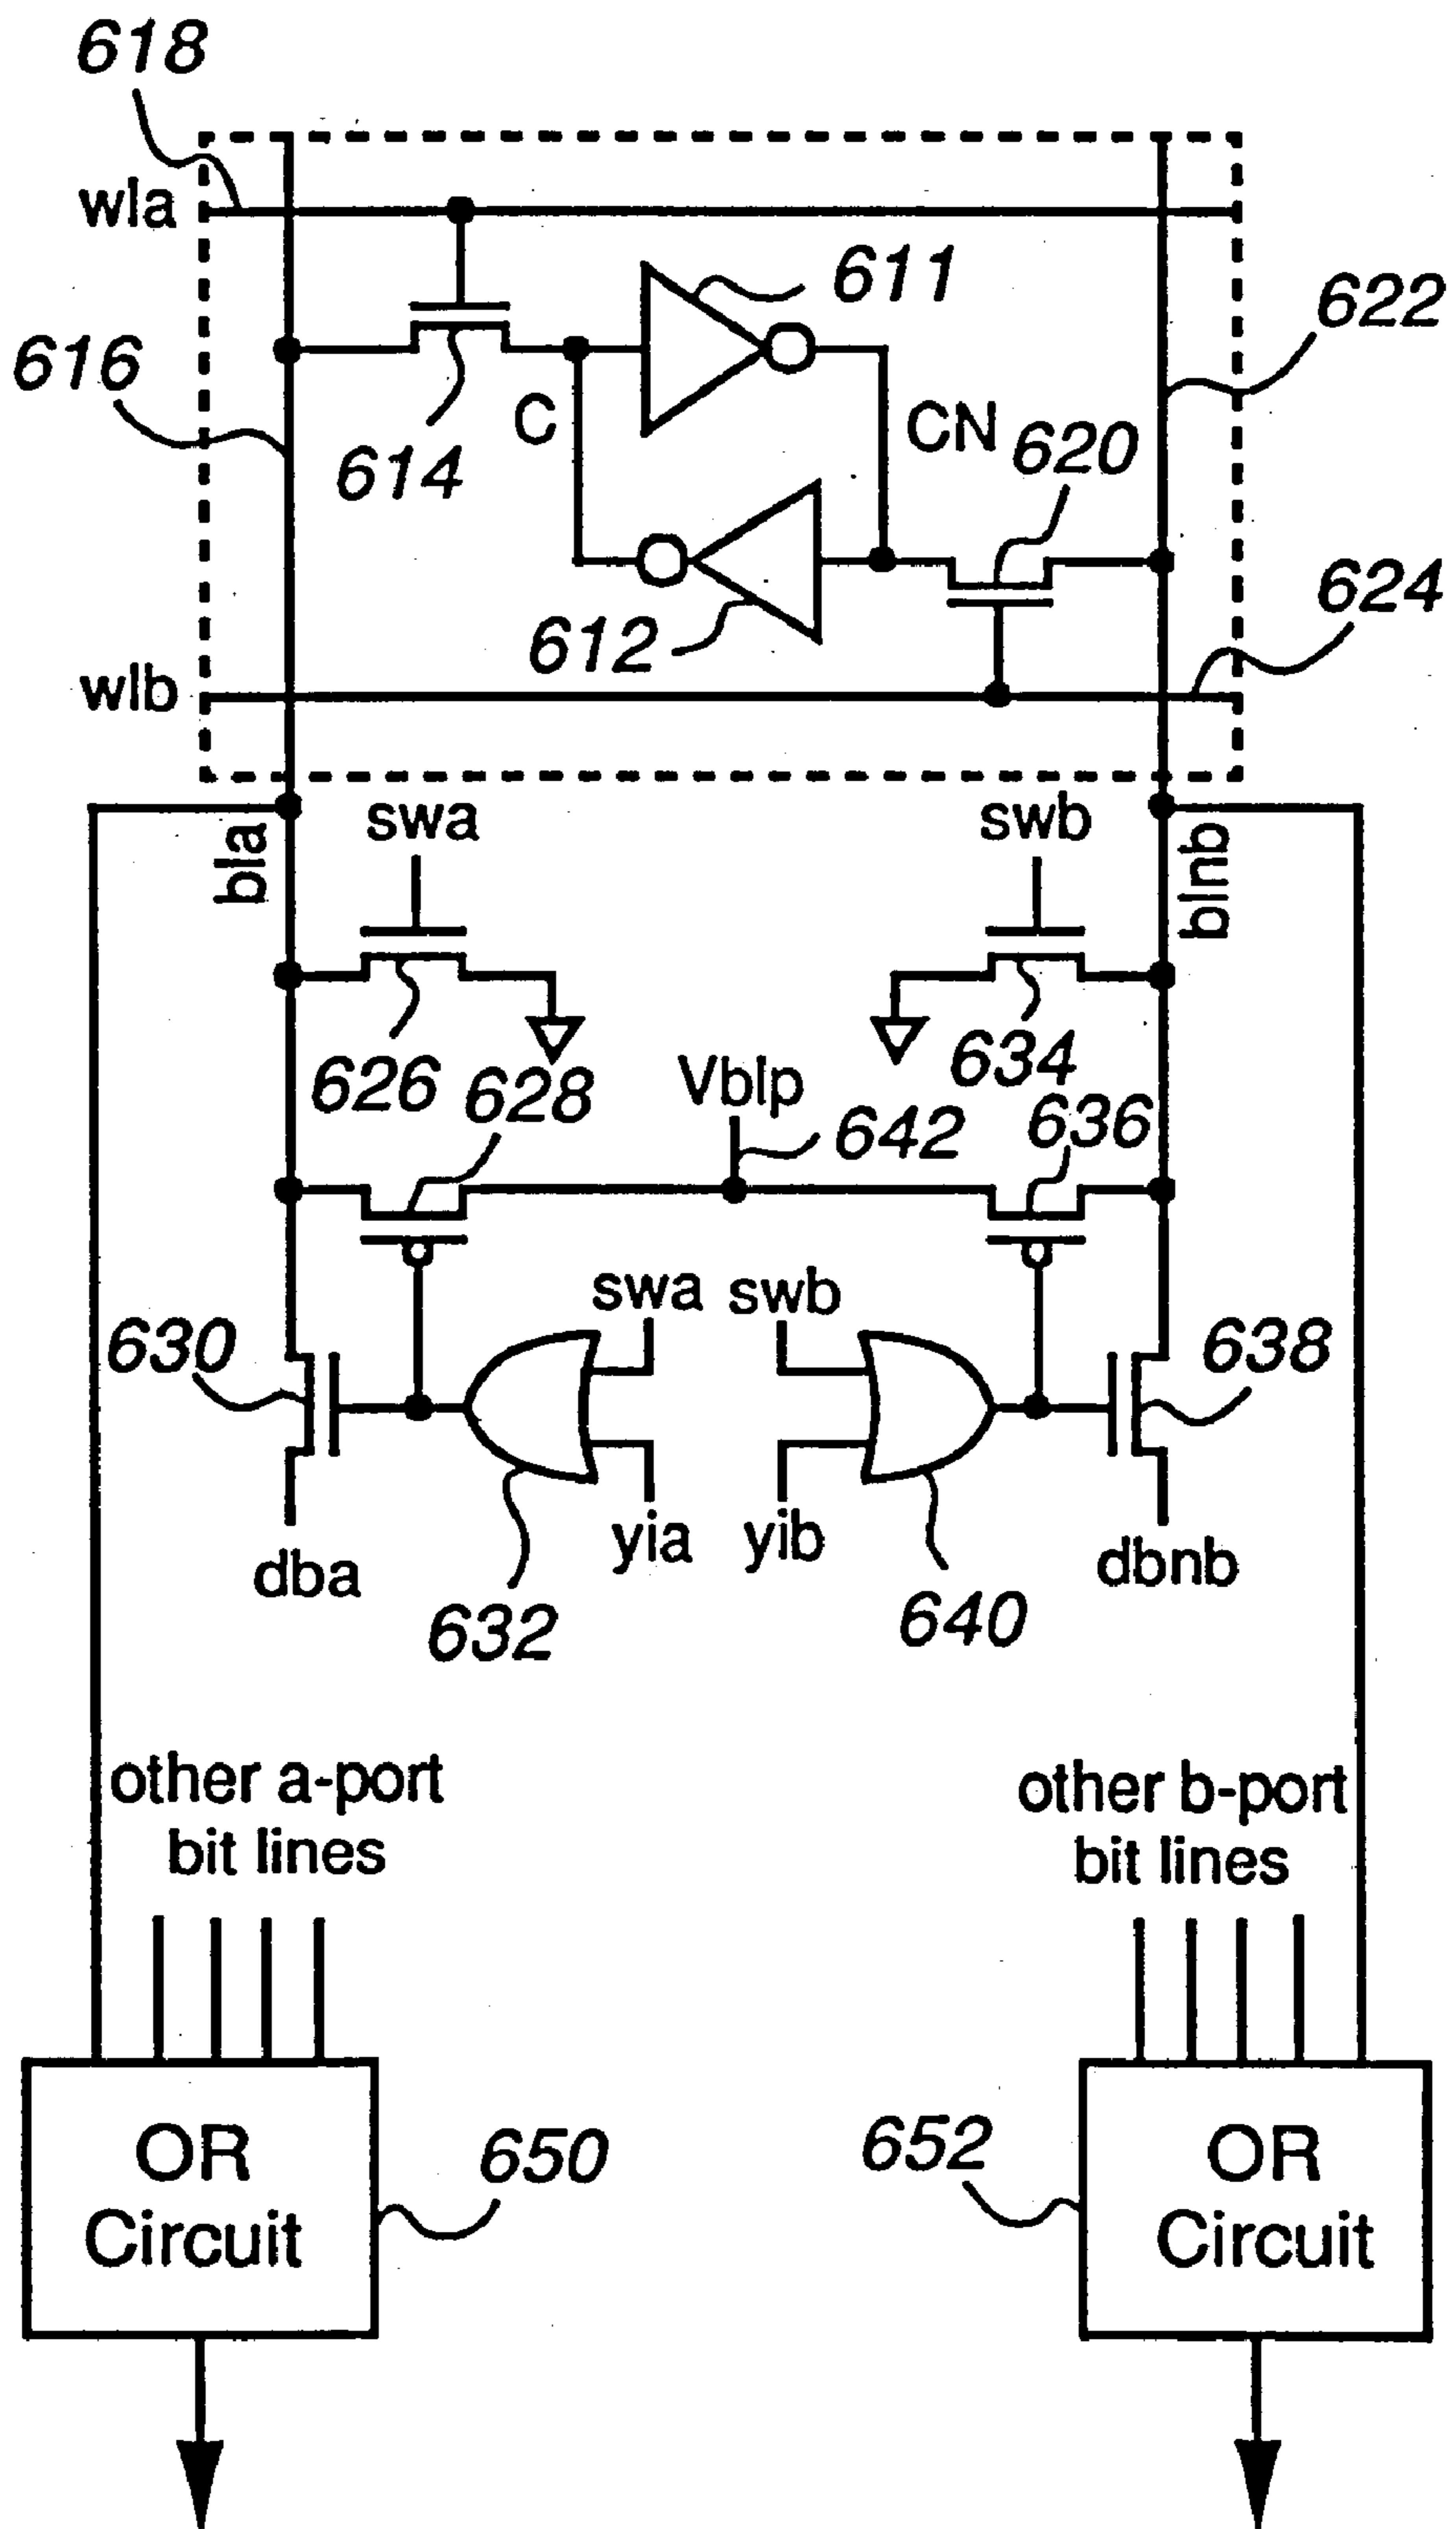 618
wla
611
622
616
C
CN
620
614
624
612
wlb
bla
swa
swb
blnb
626
628
Vblp
634
642
636
swa
swb
630
638
yia
yib
dba
dbnb
632
640
other a-port
bit lines
other b-port
bit lines
OR
Circuit
650
652
OR
Circuit